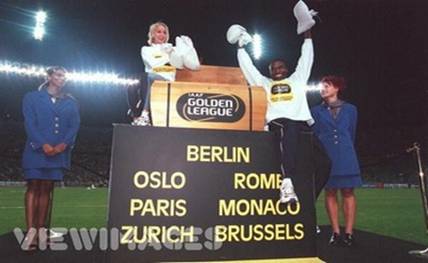 IAAF
GOLDEN
LEAGUE
BERLIN
OSLO ROME
PARIS MONACO
ZURICH BRUSSELS
VIEWIMAGES